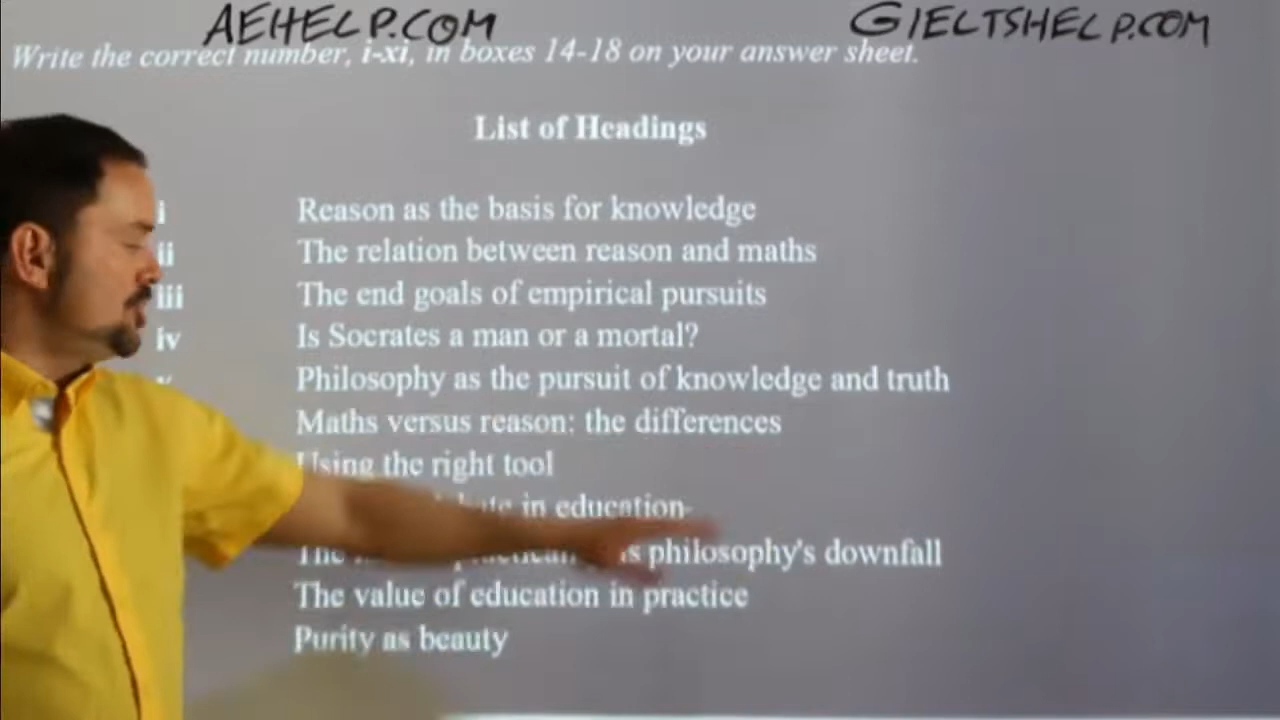 AEHELP.COM
GIELTSHELP.COM
Write the correct number, i-xi, in boxes 14-18 on your answer sheet.
List of Headings
i Reason as the basis for knowledge
ii The relation between reason and maths
iii The end goals of empirical pursuits
iv Is Socrates a man or a mortal?
v Philosophy as the pursuit of knowledge and truth
Maths versus reason: the differences
Using the right tool
in education
The philosophy's downfall
The value of education in practice
Purity as beauty